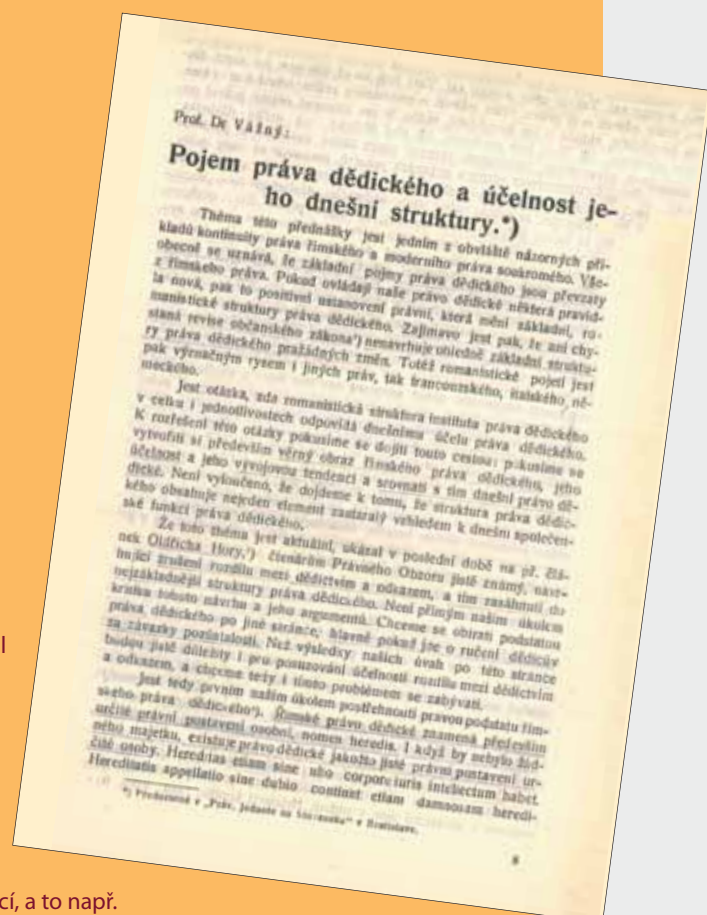 Prof. Dr Vážný:
Pojem práva dědického a účelnost je-
ho dnešní struktury.*)
Théma této přednášky jest jedním z obvláště názorných pří-
kladů kontinuity práva římského a moderního práva soukromého. Vše-
obecně se uznává, že základní pojmy práva dědického jsou převzaty
z římského práva. Pokud ovládají naše právo dědické některá pravid-
la nová, pak to positivní ustanovení právní, která mění základní, ro-
manistické struktury práva dědického. Zajímavo jest pak, že ani chy-
staná revise občanského zákona¹) nenavrhuje ohledně základní struktu-
ry práva dědického pražádných změn. Totéž romanistické pojetí jest
pak význačným rysem i jiných práv, tak francouzského, italského, ně-
meckého.
Jest otázka, zda romanistická struktura institutu práva dědického
v celku i jednotlivostech odpovídá dnešnímu účelu práva dědického.
K rozřešení této otázky pokusíme se dojíti touto cestou: pokusíme se
vytvořiti si především věrný obraz římského práva dědického, jeho
účelnost a jeho vývojovou tendenci a srovnati s tím dnešní právo dě-
dické. Není vyloučeno, že dojdeme k tomu, že struktura práva dědic-
kého obsahuje nejeden element zastaralý vzhledem k dnešní společen-
ské funkci práva dědického.
Že toto théma jest aktuální, ukázal v poslední době na př. člá-
nek Oldřicha Hory,²) čtenářům Právného Obzoru jistě známý, navr-
hující zrušení rozdílu mezi dědictvím a odkazem, a tím zasáhnutí do
nejzákladnější struktury práva dědického. Není přímým naším úkolem
kritika tohoto návrhu a jeho argumentů. Chceme se obírati podstatou
práva dědického po jiné stránce, hlavně pokud jde o ručení dědiců
za závazky pozůstalosti. Než výsledky našich úvah po této stránce
budou jistě důležity i pro posuzování účelnosti rozdílu mezi dědictvím
a odkazem, a chceme tedy i tímto problémem se zabývati.
Jest tedy prvním naším úkolem postřehnouti pravou podstatu řím-
ského práva dědického³). Římské právo dědické znamená především
určité právní postavení osobní, nomen heredis. I když by nebylo žád-
ného majetku, existuje právo dědické jakožto jisté právní postavení ur-
čité osoby. Hereditas etiam sine ullo corpore iuris intellectum habet.
Hereditatis appellatio sine dubio continet etiam damnosam heredi-
*) Předneseno v „Práv. jednotě na Slovensku“ v Bratislave.
l
cí, a to např.